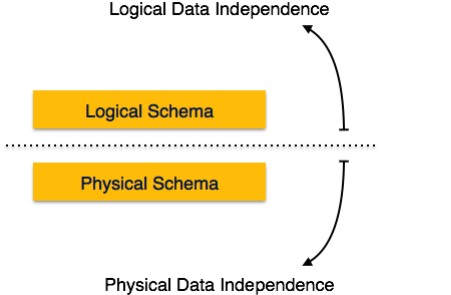 Logical Data Independence
Logical Schema
Physical Schema
Physical Data Independence